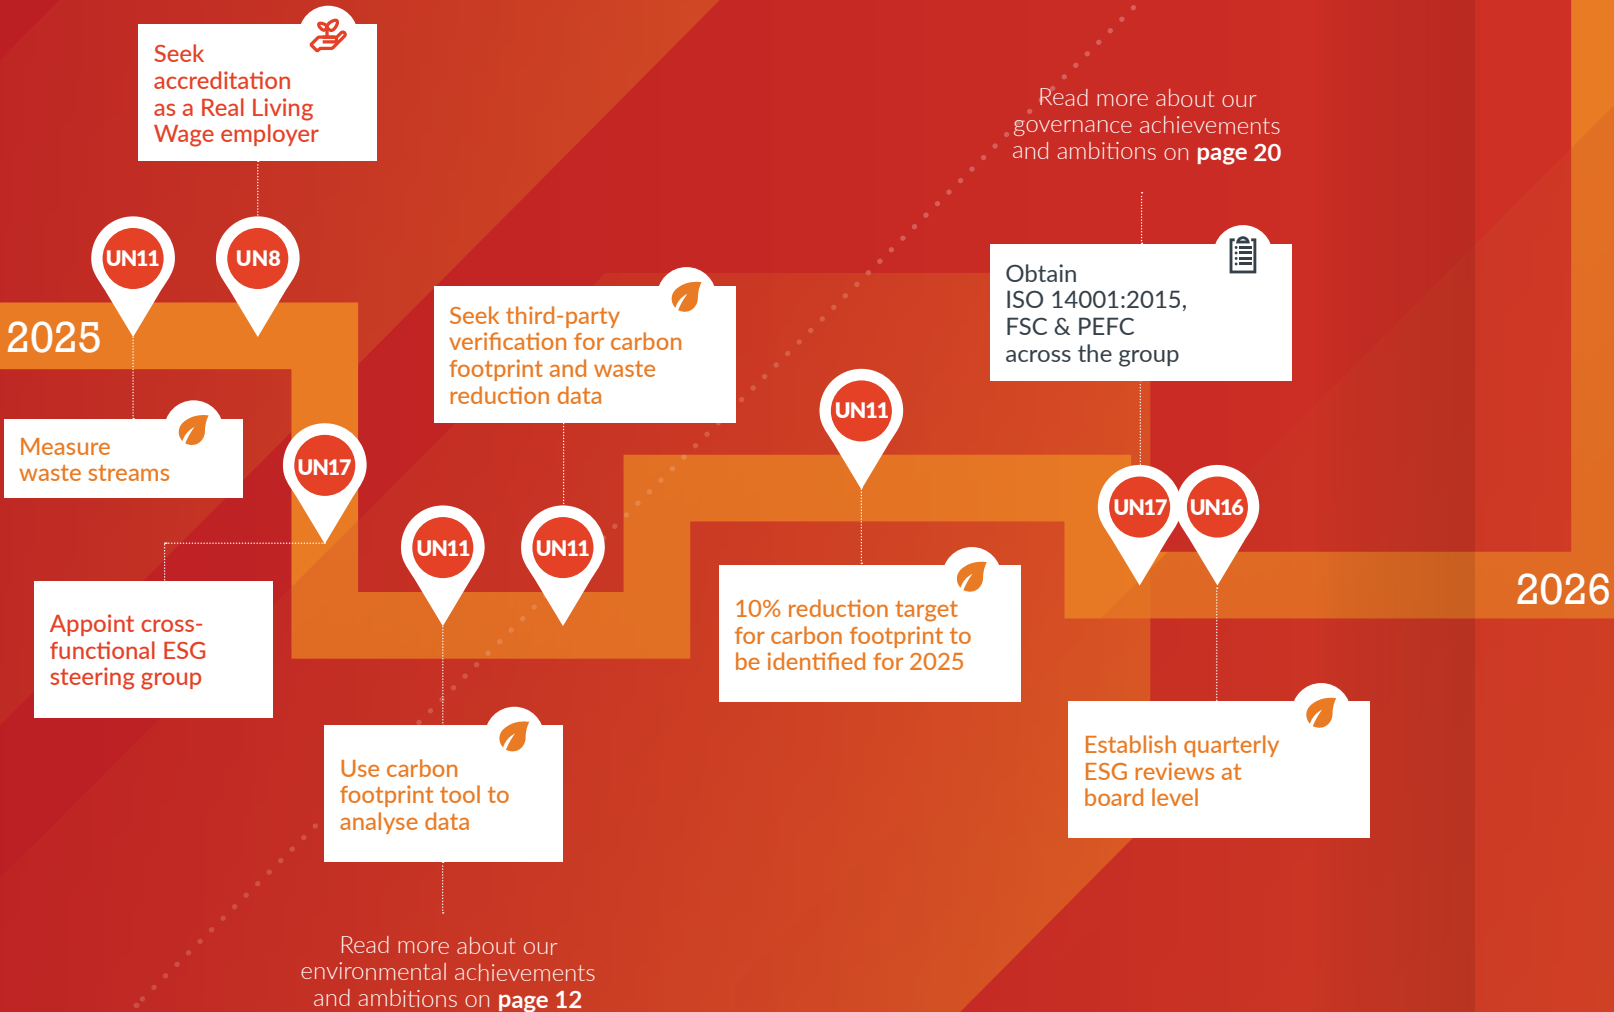 Seek
accreditation
as a Real Living
Wage employer
Read more about our
governance achievements
and ambitions on page 20
UN11
UN8
2025
Measure
waste streams
UN17
Appoint cross-
functional ESG
steering group
Seek third-party
verification for carbon
footprint and waste
reduction data
UN11
UN11
Use carbon
footprint tool to
analyse data
Read more about our
environmental achievements
and ambitions on page 12
UN11
10% reduction target
for carbon footprint to
be identified for 2025
Obtain
ISO 14001:2015,
FSC & PEFC
across the group
UN17
UN16
2026
Establish quarterly
ESG reviews at
board level